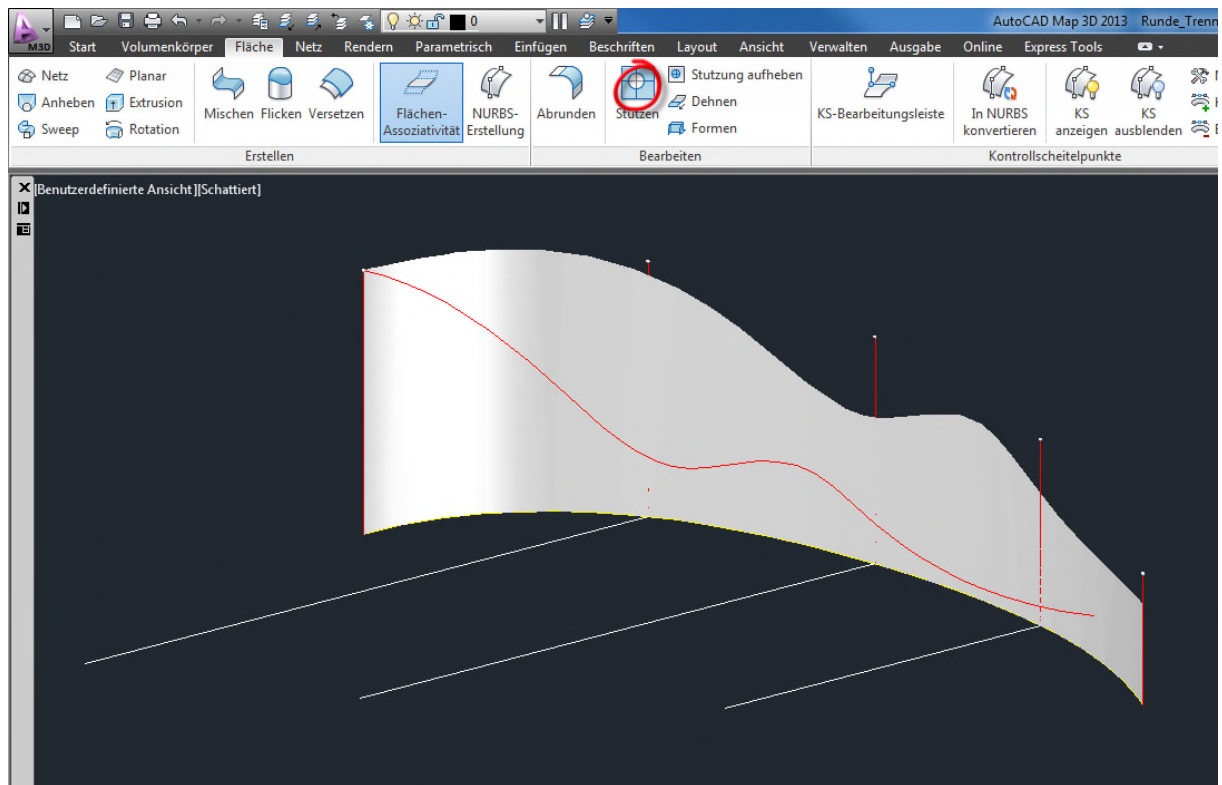 0
AutoCAD Map 3D 2013 Runde_Trenn
M3D Start Volumenkörper Fläche Netz Rendern Parametrisch Einfügen Beschriften Layout Ansicht Verwalten Ausgabe Online Express Tools
Netz
Planar
Anheben
Extrusion
Sweep
Rotation
Mischen Flicken Versetzen
Flächen-
Assoziativität
NURBS-
Erstellung
Abrunden
Stutzen
Stutzung aufheben
Dehnen
Formen
KS-Bearbeitungsleiste
In NURBS
konvertieren
KS
anzeigen
KS
ausblenden
Erstellen
Bearbeiten
Kontrollscheitelpunkte
[Benutzerdefinierte Ansicht][Schattiert]